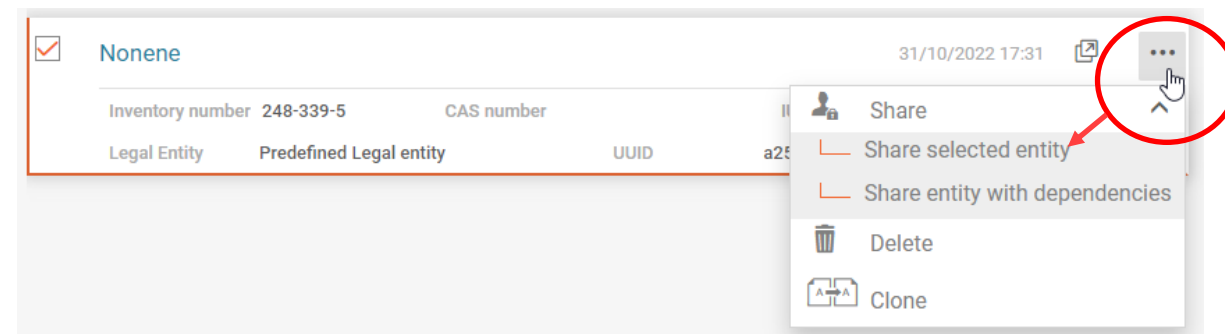 Nonene 31/10/2022 17:31
Inventory number 248-339-5 CAS number
Share
Legal Entity Predefined Legal entity UUID
Share selected entity
Share entity with dependencies
Delete
A A Clone